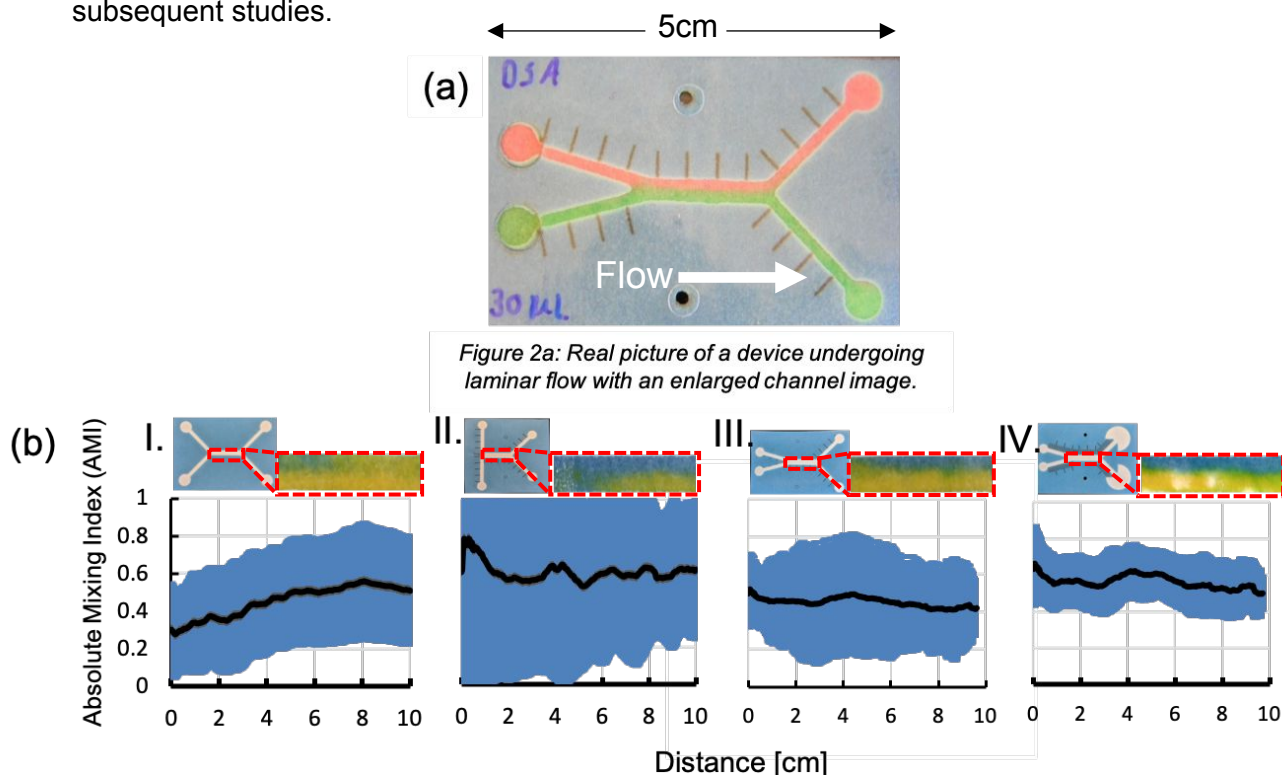 subsequent studies.
5cm
(a)
DSA
Flow
30 µL
Figure 2a: Real picture of a device undergoing
laminar flow with an enlarged channel image.
(b)
I.
II.
III.
IV.
Absolute Mixing Index (AMI)
1
0.8
0.6
0.4
0.2
0
0 2 4 6 8 10
0 2 4 6 8 10
0 2 4 6 8 10
0 2 4 6 8 10
Distance [cm]